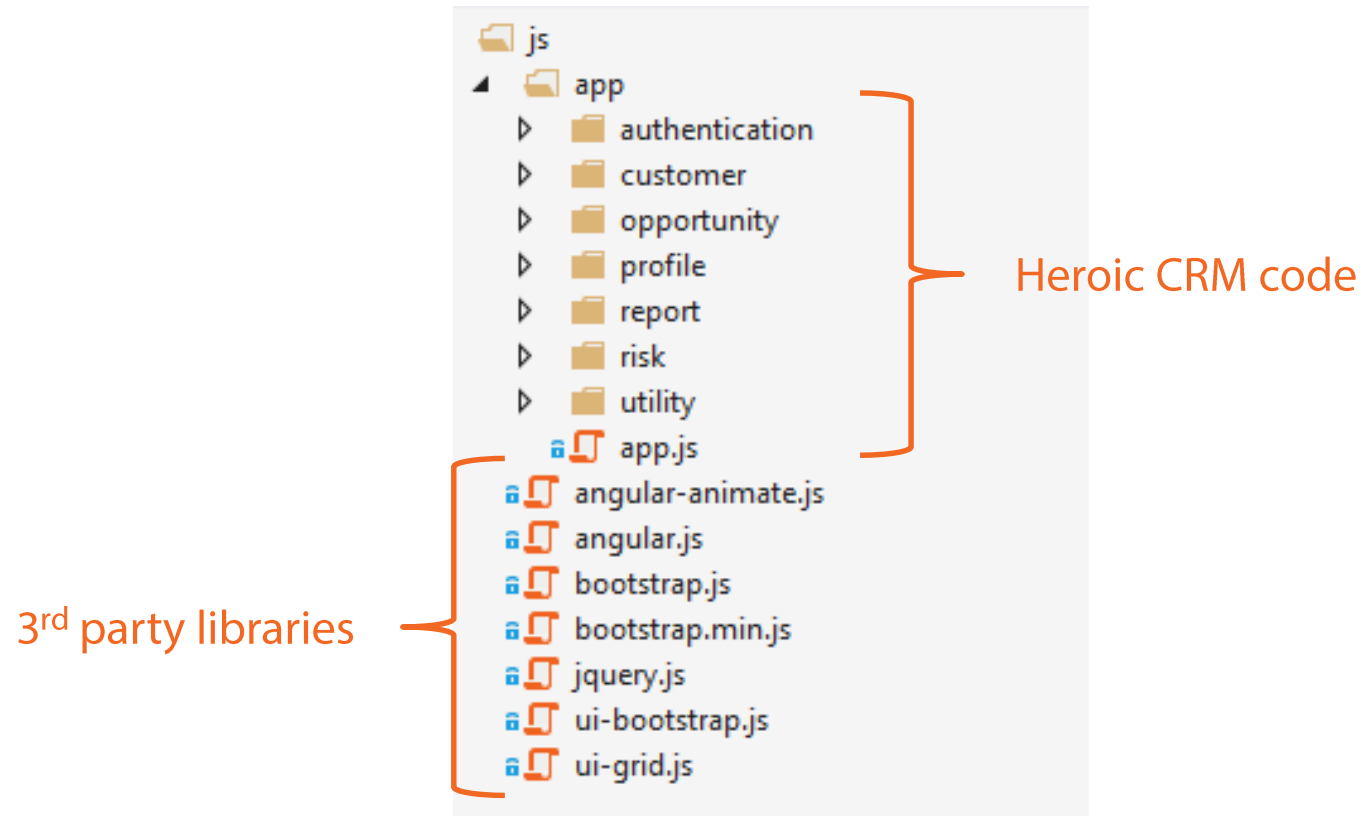 js
app
authentication
customer
opportunity
profile
Heroic CRM code
report
risk
utility
app.js
angular-animate.js
angular.js
bootstrap.js
3rd party libraries
bootstrap.min.js
jquery.js
ui-bootstrap.js
ui-grid.js